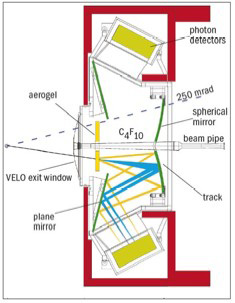 photon
detectors
250 mrad
aerogel
spherical
mirror
C4F10
beam pipe
VELO exit window
track
plane
mirror